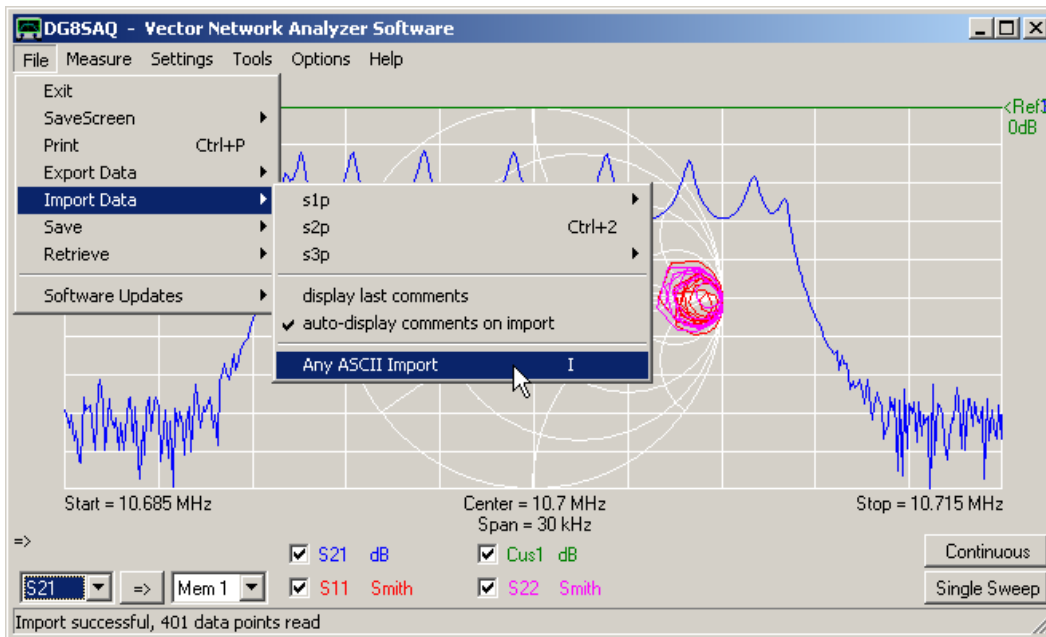 DG8SAQ - Vector Network Analyzer Software
File Measure Settings Tools Options Help
Exit
SaveScreen
Print Ctrl+P
Export Data
Import Data
Save
Retrieve
Software Updates
s1p
s2p Ctrl+2
s3p
display last comments
auto-display comments on import
Any ASCII Import I
<Ref1
0dB
Start = 10.685 MHz Center = 10.7 MHz Stop = 10.715 MHz
Span = 30 kHz
=>
S21 dB Cus1 dB Continuous
S21 => Mem 1 S11 Smith S22 Smith Single Sweep
Import successful, 401 data points read